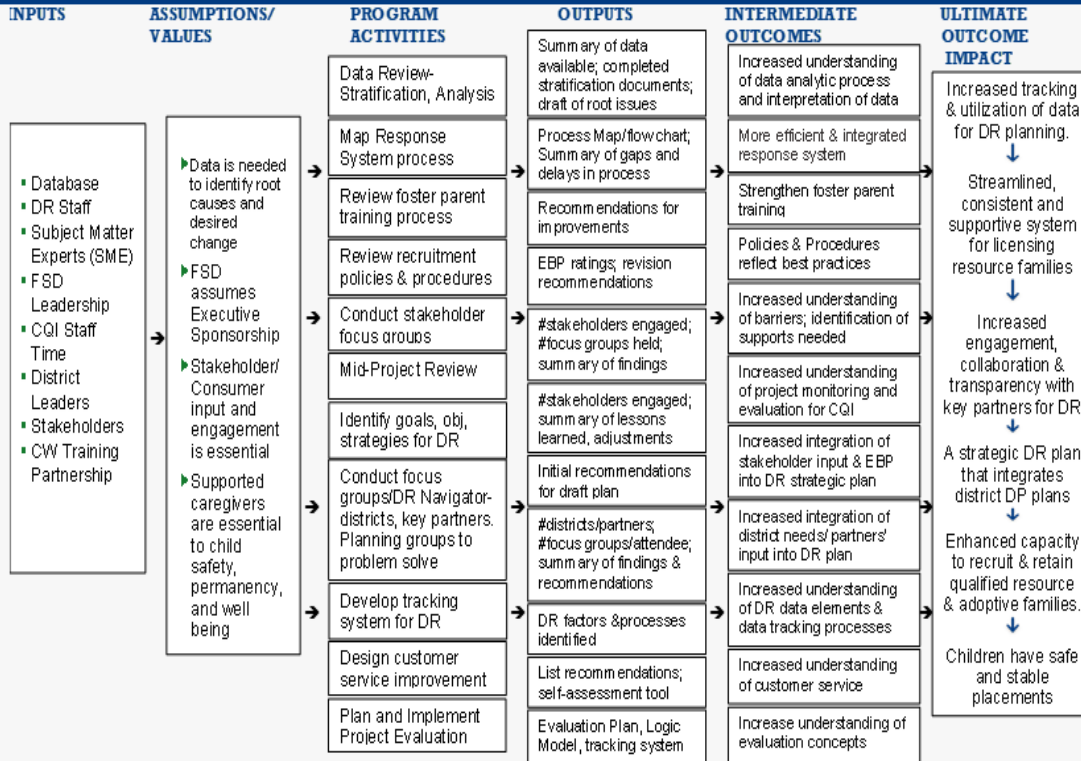 INPUTS
ASSUMPTIONS/
VALUES
PROGRAM
ACTIVITIES
OUTPUTS
INTERMEDIATE
OUTCOMES
ULTIMATE
OUTCOME
IMPACT
▪ Database
▪ DR Staff
▪ Subject Matter
Experts (SME)
▪ FSD
Leadership
▪ CQI Staff
Time
▪ District
Leaders
▪ Stakeholders
▪ CW Training
Partnership
Data is needed
to identify root
causes and
desired
change
FSD
assumes
Executive
Sponsorship
Stakeholder/
Consumer
input and
engagement
is essential
Supported
caregivers
are essential
to child
safety,
permanency,
and well
being
Data Review-
Stratification, Analysis
Map Response
System process
Review foster parent
training process
Review recruitment
policies & procedures
Conduct stakeholder
focus groups
Mid-Project Review
Identify goals, obj,
strategies for DR
Conduct focus
groups/DR Navigator-
districts, key partners.
Planning groups to
problem solve
Develop tracking
system for DR
Design customer
service improvement
Plan and Implement
Project Evaluation
Summary of data
available; completed
stratification documents;
draft of root issues
Process Map/flowchart;
Summary of gaps and
delays in process
Recommendations for
improvements
EBP ratings; revision
recommendations
#stakeholders engaged;
#focus groups held;
summary of findings
#stakeholders engaged;
summary of lessons
learned, adjustments
Initial recommendations
for draft plan
#districts/partners;
#focus groups/attendee;
summary of findings &
recommendations
DR factors &processes
identified
List recommendations;
self-assessment tool
Evaluation Plan, Logic
Model, tracking system
Increased understanding
of data analytic process
and interpretation of data
More efficient & integrated
response system
Strengthen foster parent
training
Policies & Procedures
reflect best practices
Increased understanding
of barriers; identification of
supports needed
Increased understanding
of project monitoring and
evaluation for CQI
Increased integration of
stakeholder input & EBP
into DR strategic plan
Increased integration of
district needs/ partners'
input into DR plan
Increased understanding
of DR data elements &
data tracking processes
Increased understanding
of customer service
Increase understanding of
evaluation concepts
Increased tracking
& utilization of data
for DR planning.
Streamlined,
consistent and
supportive system
for licensing
resource families
Increased
engagement,
collaboration &
transparency with
key partners for DR
A strategic DR plan
that integrates
district DP plans
Enhanced capacity
to recruit & retain
qualified resource
& adoptive families.
Children have safe
and stable
placements